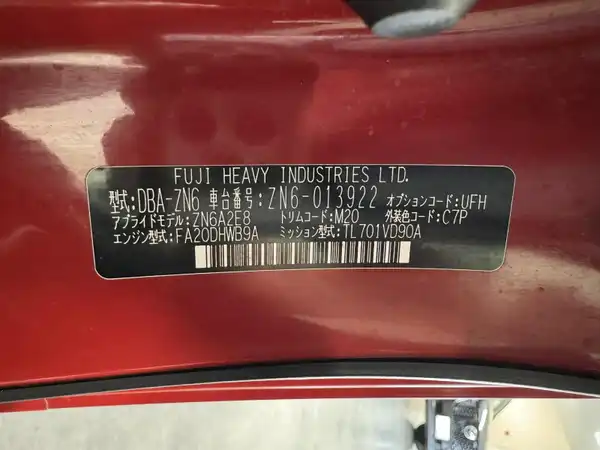 FUJI HEAVY INDUSTRIES LTD.
型式:DBA-ZN6 車台番号:ZN6-013922 オプションコード:UFH
アプライドモデル:ZN6A2E8 トリムコード:M20 外装色コード:C7P
エンジン型式:FA20DHWB9A ミッション型式:TL701VD90A